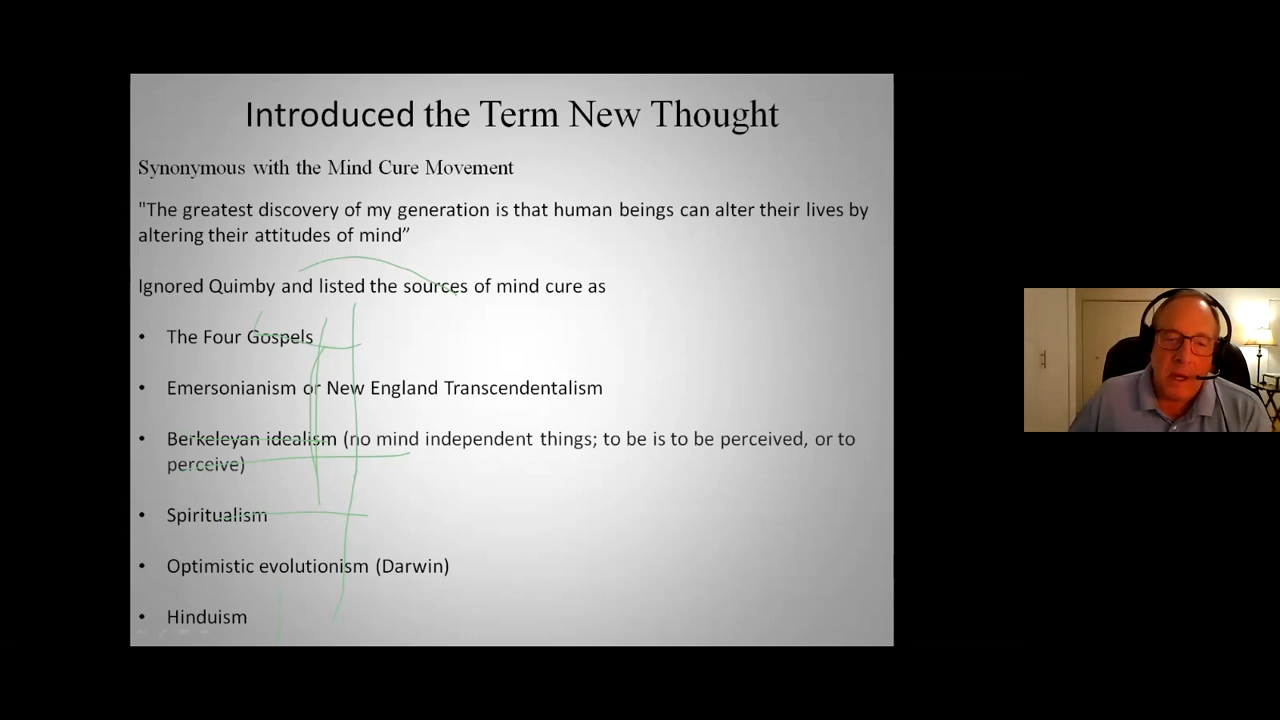 Introduced the Term New Thought
Synonymous with the Mind Cure Movement
"The greatest discovery of my generation is that human beings can alter their lives by
altering their attitudes of mind”
Ignored Quimby and listed the sources of mind cure as
• The Four Gospels
• Emersonianism or New England Transcendentalism
• Berkeleyan idealism (no mind independent things; to be is to be perceived, or to
perceive)
• Spiritualism
• Optimistic evolutionism (Darwin)
• Hinduism